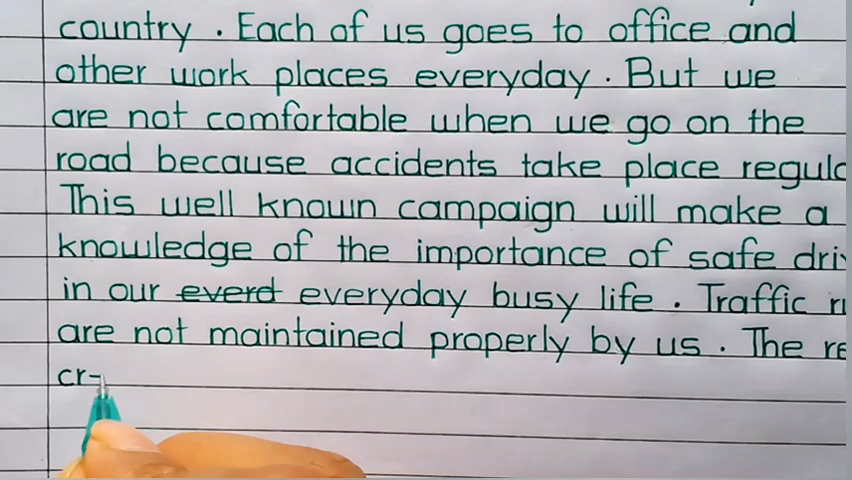 country . Each of us goes to office and
other work places everyday . But we
are not comfortable when we go on the
road because accidents take place
This well known campaign will make a
knowledge of the importance of safe
in our everd everyday busy life . Traffic
are not maintained properly by us . The
cr